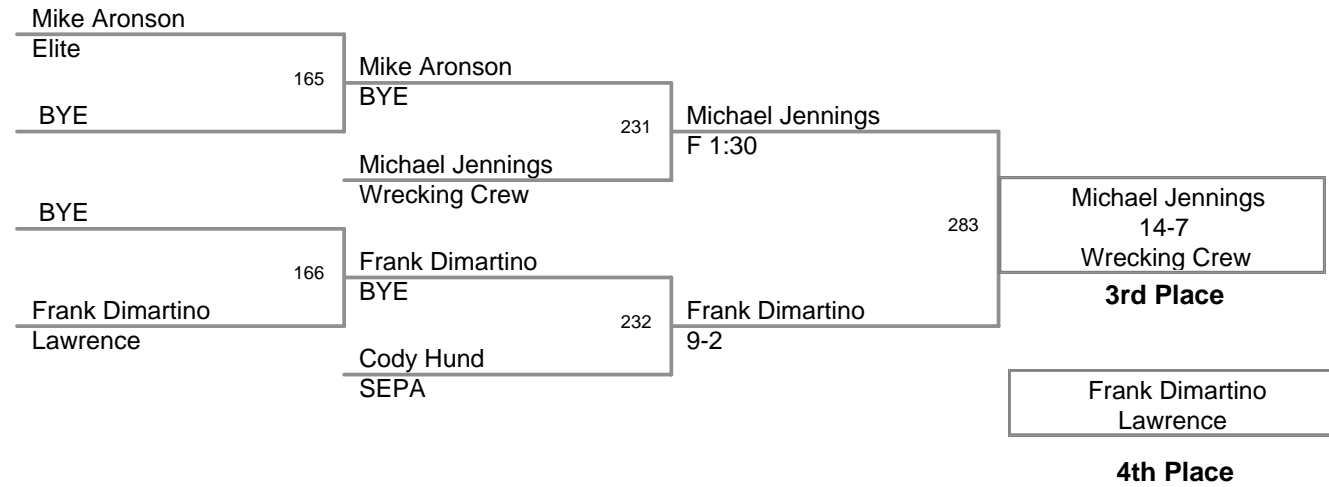 Mike Aronson
Elite
165
BYE
Mike Aronson
BYE
231
Michael Jennings
Wrecking Crew
Michael Jennings
F 1:30
BYE
166
Frank Dimartino
Lawrence
Frank Dimartino
BYE
232
Cody Hund
SEPA
Frank Dimartino
9-2
283
Michael Jennings
14-7
Wrecking Crew
3rd Place
Frank Dimartino
Lawrence
4th Place